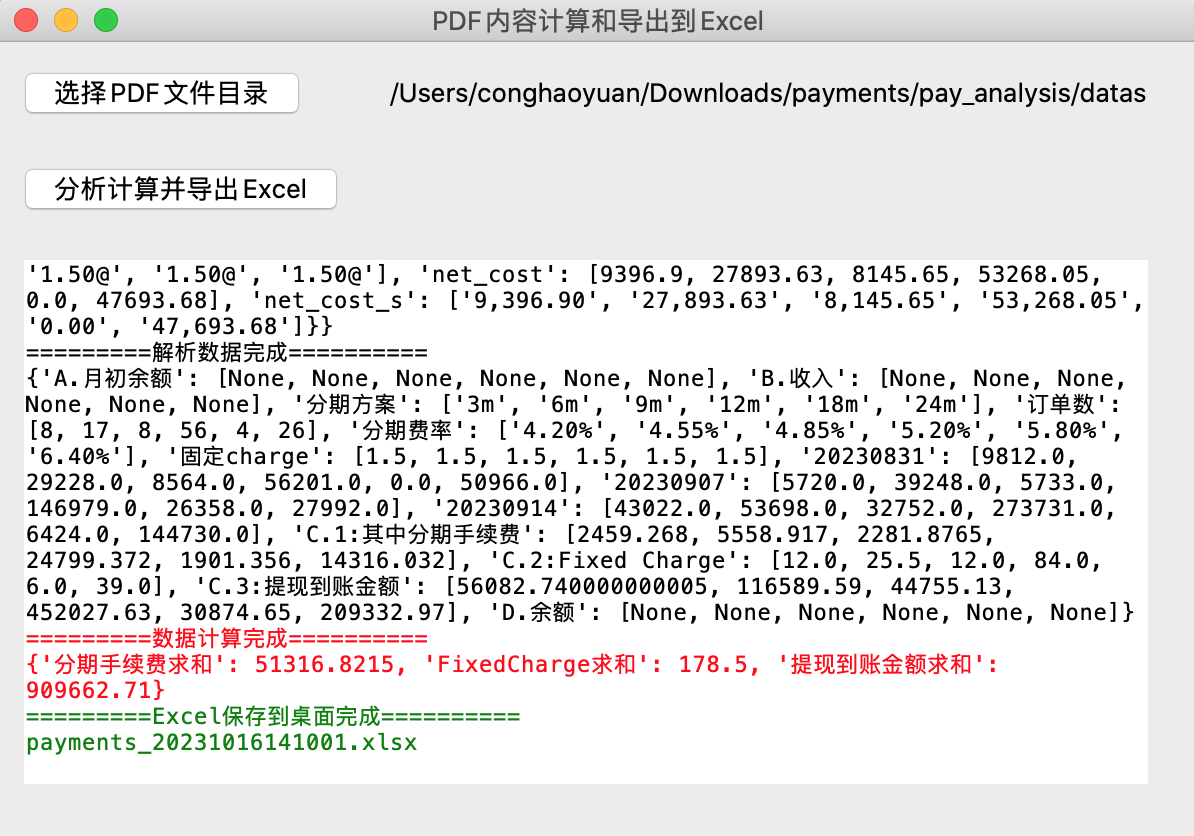 PDF内容计算和导出到Excel
选择PDF文件目录
/Users/conghaoyuan/Downloads/payments/pay_analysis/datas
分析计算并导出Excel
'1.50@', '1.50@', '1.50@'], 'net_cost': [9396.9, 27893.63, 8145.65, 53268.05,
0.0, 47693.68], 'net_cost_s': ['9,396.90', '27,893.63', '8,145.65', '53,268.05',
'0.00', '47,693.68']}}
=========解析数据完成==========
{'A.月初余额': [None, None, None, None, None, None], 'B.收入': [None, None, None,
None, None, None], '分期方案': ['3m', '6m', '9m', '12m', '18m', '24m'], '订单数':
[8, 17, 8, 56, 4, 26], '分期费率': ['4.20%', '4.55%', '4.85%', '5.20%', '5.80%',
'6.40%'], '固定charge': [1.5, 1.5, 1.5, 1.5, 1.5, 1.5], '20230831': [9812.0,
29228.0, 8564.0, 56201.0, 0.0, 50966.0], '20230907': [5720.0, 39248.0, 5733.0,
146979.0, 26358.0, 27992.0], '20230914': [43022.0, 53698.0, 32752.0, 273731.0,
6424.0, 144730.0], 'C.1:其中分期手续费': [2459.268, 5558.917, 2281.8765,
24799.372, 1901.356, 14316.032], 'C.2:Fixed Charge': [12.0, 25.5, 12.0, 84.0,
6.0, 39.0], 'C.3:提现到账金额': [56082.740000000005, 116589.59, 44755.13,
452027.63, 30874.65, 209332.97], 'D.余额': [None, None, None, None, None, None]}
=========数据计算完成==========
{'分期手续费求和': 51316.8215, 'FixedCharge求和': 178.5, '提现到账金额求和':
909662.71}
=========Excel保存到桌面完成==========
payments_20231016141001.xlsx